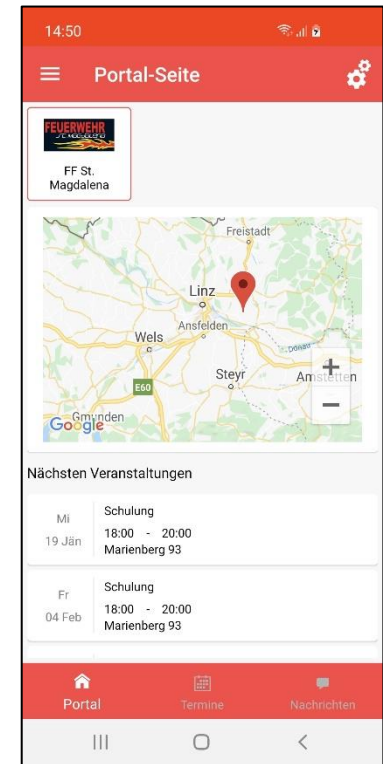 14:50
Portal-Seite
FEUERWEHR
FF St.
Magdalena
Freistadt
Linz
Ansfelden
Wels
Donau
Steyr
Amstetten
E60
Gmunden
Google
+
−
Nächsten Veranstaltungen
Mi
19 Jän
Schulung
18:00 - 20:00
Marienberg 93
Fr
04 Feb
Schulung
18:00 - 20:00
Marienberg 93
Portal
Termine
Nachrichten